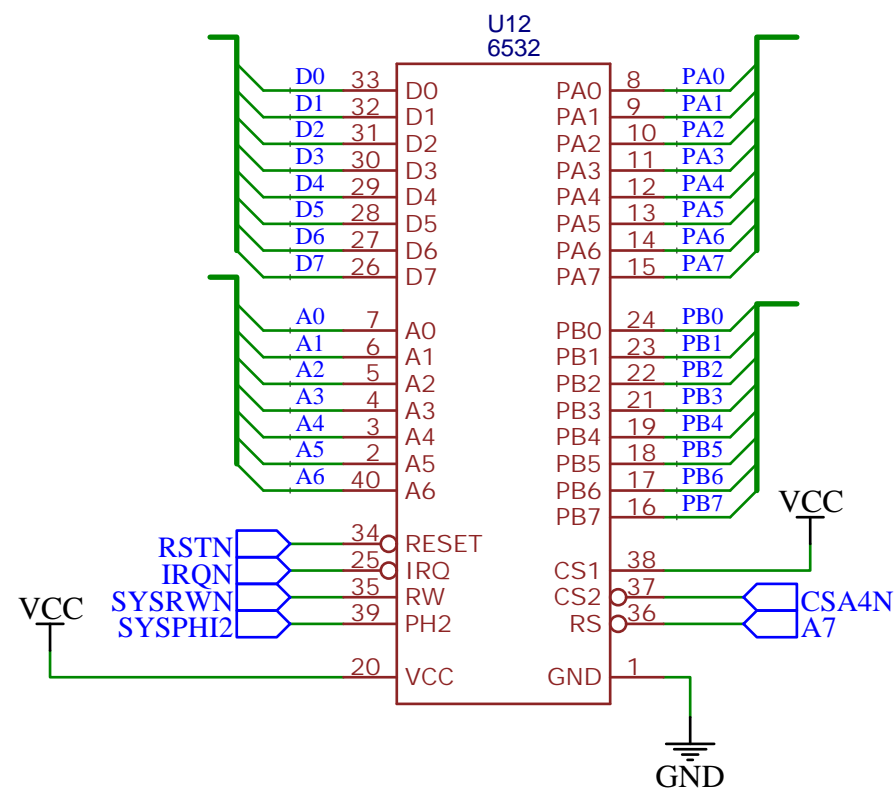 U12
6532
D0 33 D0 PA0 8 PA0
D1 32 D1 PA1 9 PA1
D2 31 D2 PA2 10 PA2
D3 30 D3 PA3 11 PA3
D4 29 D4 PA4 12 PA4
D5 28 D5 PA5 13 PA5
D6 27 D6 PA6 14 PA6
D7 26 D7 PA7 15 PA7
A0 7 A0 PB0 24 PB0
A1 6 A1 PB1 23 PB1
A2 5 A2 PB2 22 PB2
A3 4 A3 PB3 21 PB3
A4 3 A4 PB4 19 PB4
A5 2 A5 PB5 18 PB5
A6 40 A6 PB6 17 PB6
PB7 16 PB7
VCC
RSTN 34 RESET
IRQN 25 IRQ CS1 38
SYSRWN 35 RW CS2 37 CSA4N
VCC
SYSPHI2 39 PH2 RS 36 A7
20 VCC GND 1
GND